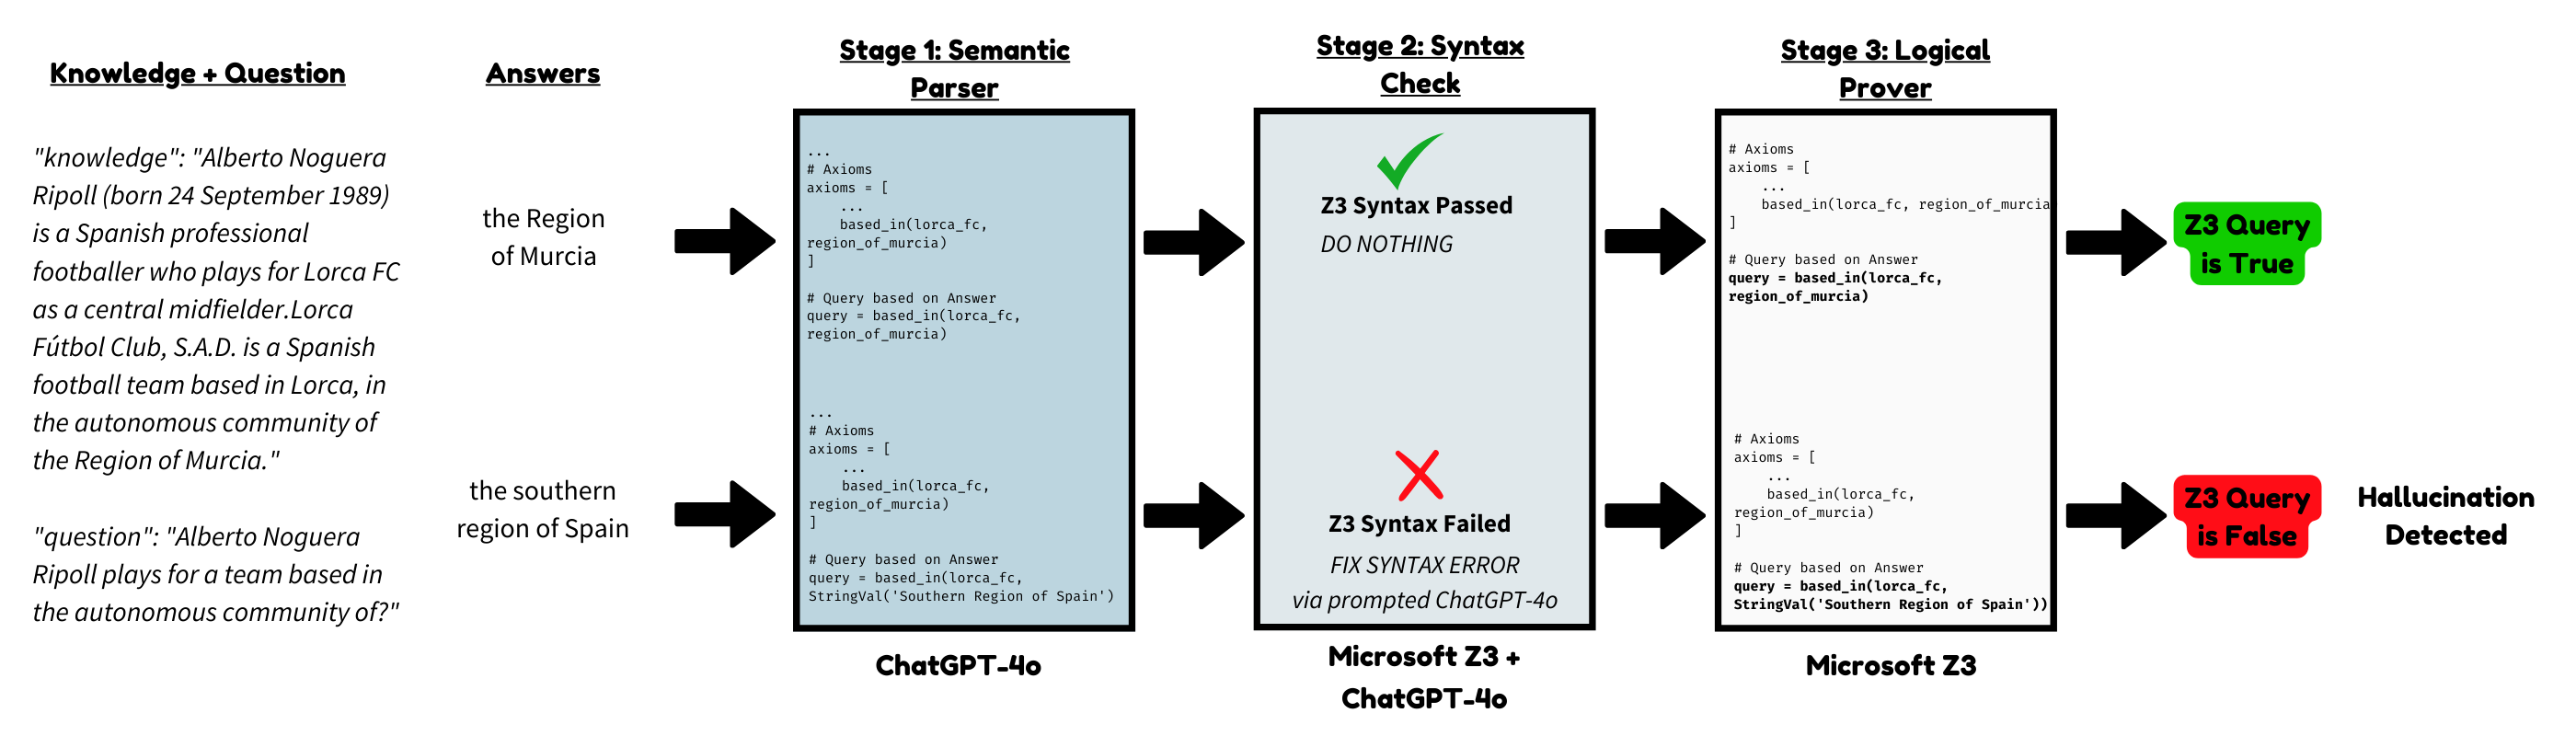 Knowledge + Question
"knowledge": "Alberto Noguera
Ripoll (born 24 September 1989)
is a Spanish professional
footballer who plays for Lorca FC
as a central midfielder.Lorca
Fútbol Club, S.A.D. is a Spanish
football team based in Lorca, in
the autonomous community of
the Region of Murcia."
"question": "Alberto Noguera
Ripoll plays for a team based in
the autonomous community of?"
Answers
the Region
of Murcia
the southern
region of Spain
Stage 1: Semantic
Parser
...
# Axioms
axioms = [
...
based_in(lorca_fc,
region_of_murcia)
]
# Query based on Answer
query = based_in(lorca_fc,
region_of_murcia)
...
# Axioms
axioms = [
...
based_in(lorca_fc,
region_of_murcia)
]
# Query based on Answer
query = based_in(lorca_fc,
StringVal('Southern Region of Spain')
ChatGPT-4o
Stage 2: Syntax
Check
Z3 Syntax Passed
DO NOTHING
Z3 Syntax Failed
FIX SYNTAX ERROR
via prompted ChatGPT-4o
Microsoft Z3 +
ChatGPT-4o
Stage 3: Logical
Prover
# Axioms
axioms = [
...
based_in(lorca_fc, region_of_murcia
]
# Query based on Answer
query = based_in(lorca_fc,
region_of_murcia)
# Axioms
axioms = [
...
based_in(lorca_fc,
region_of_murcia)
]
# Query based on Answer
query = based_in(lorca_fc,
StringVal('Southern Region of Spain'))
Microsoft Z3
Z3 Query
is True
Z3 Query
is False
Hallucination
Detected